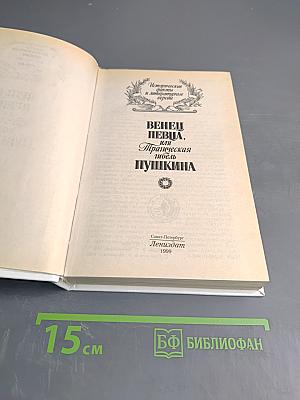 Исторические
факты
и литературные
версии
ВЕНЕЦ
ПЕВЦА,
или
Трагическая
гибель
ПУШКИНА
Санкт-Петербург
Лениздат
1999
15 см
БФ БИБЛИОФАН